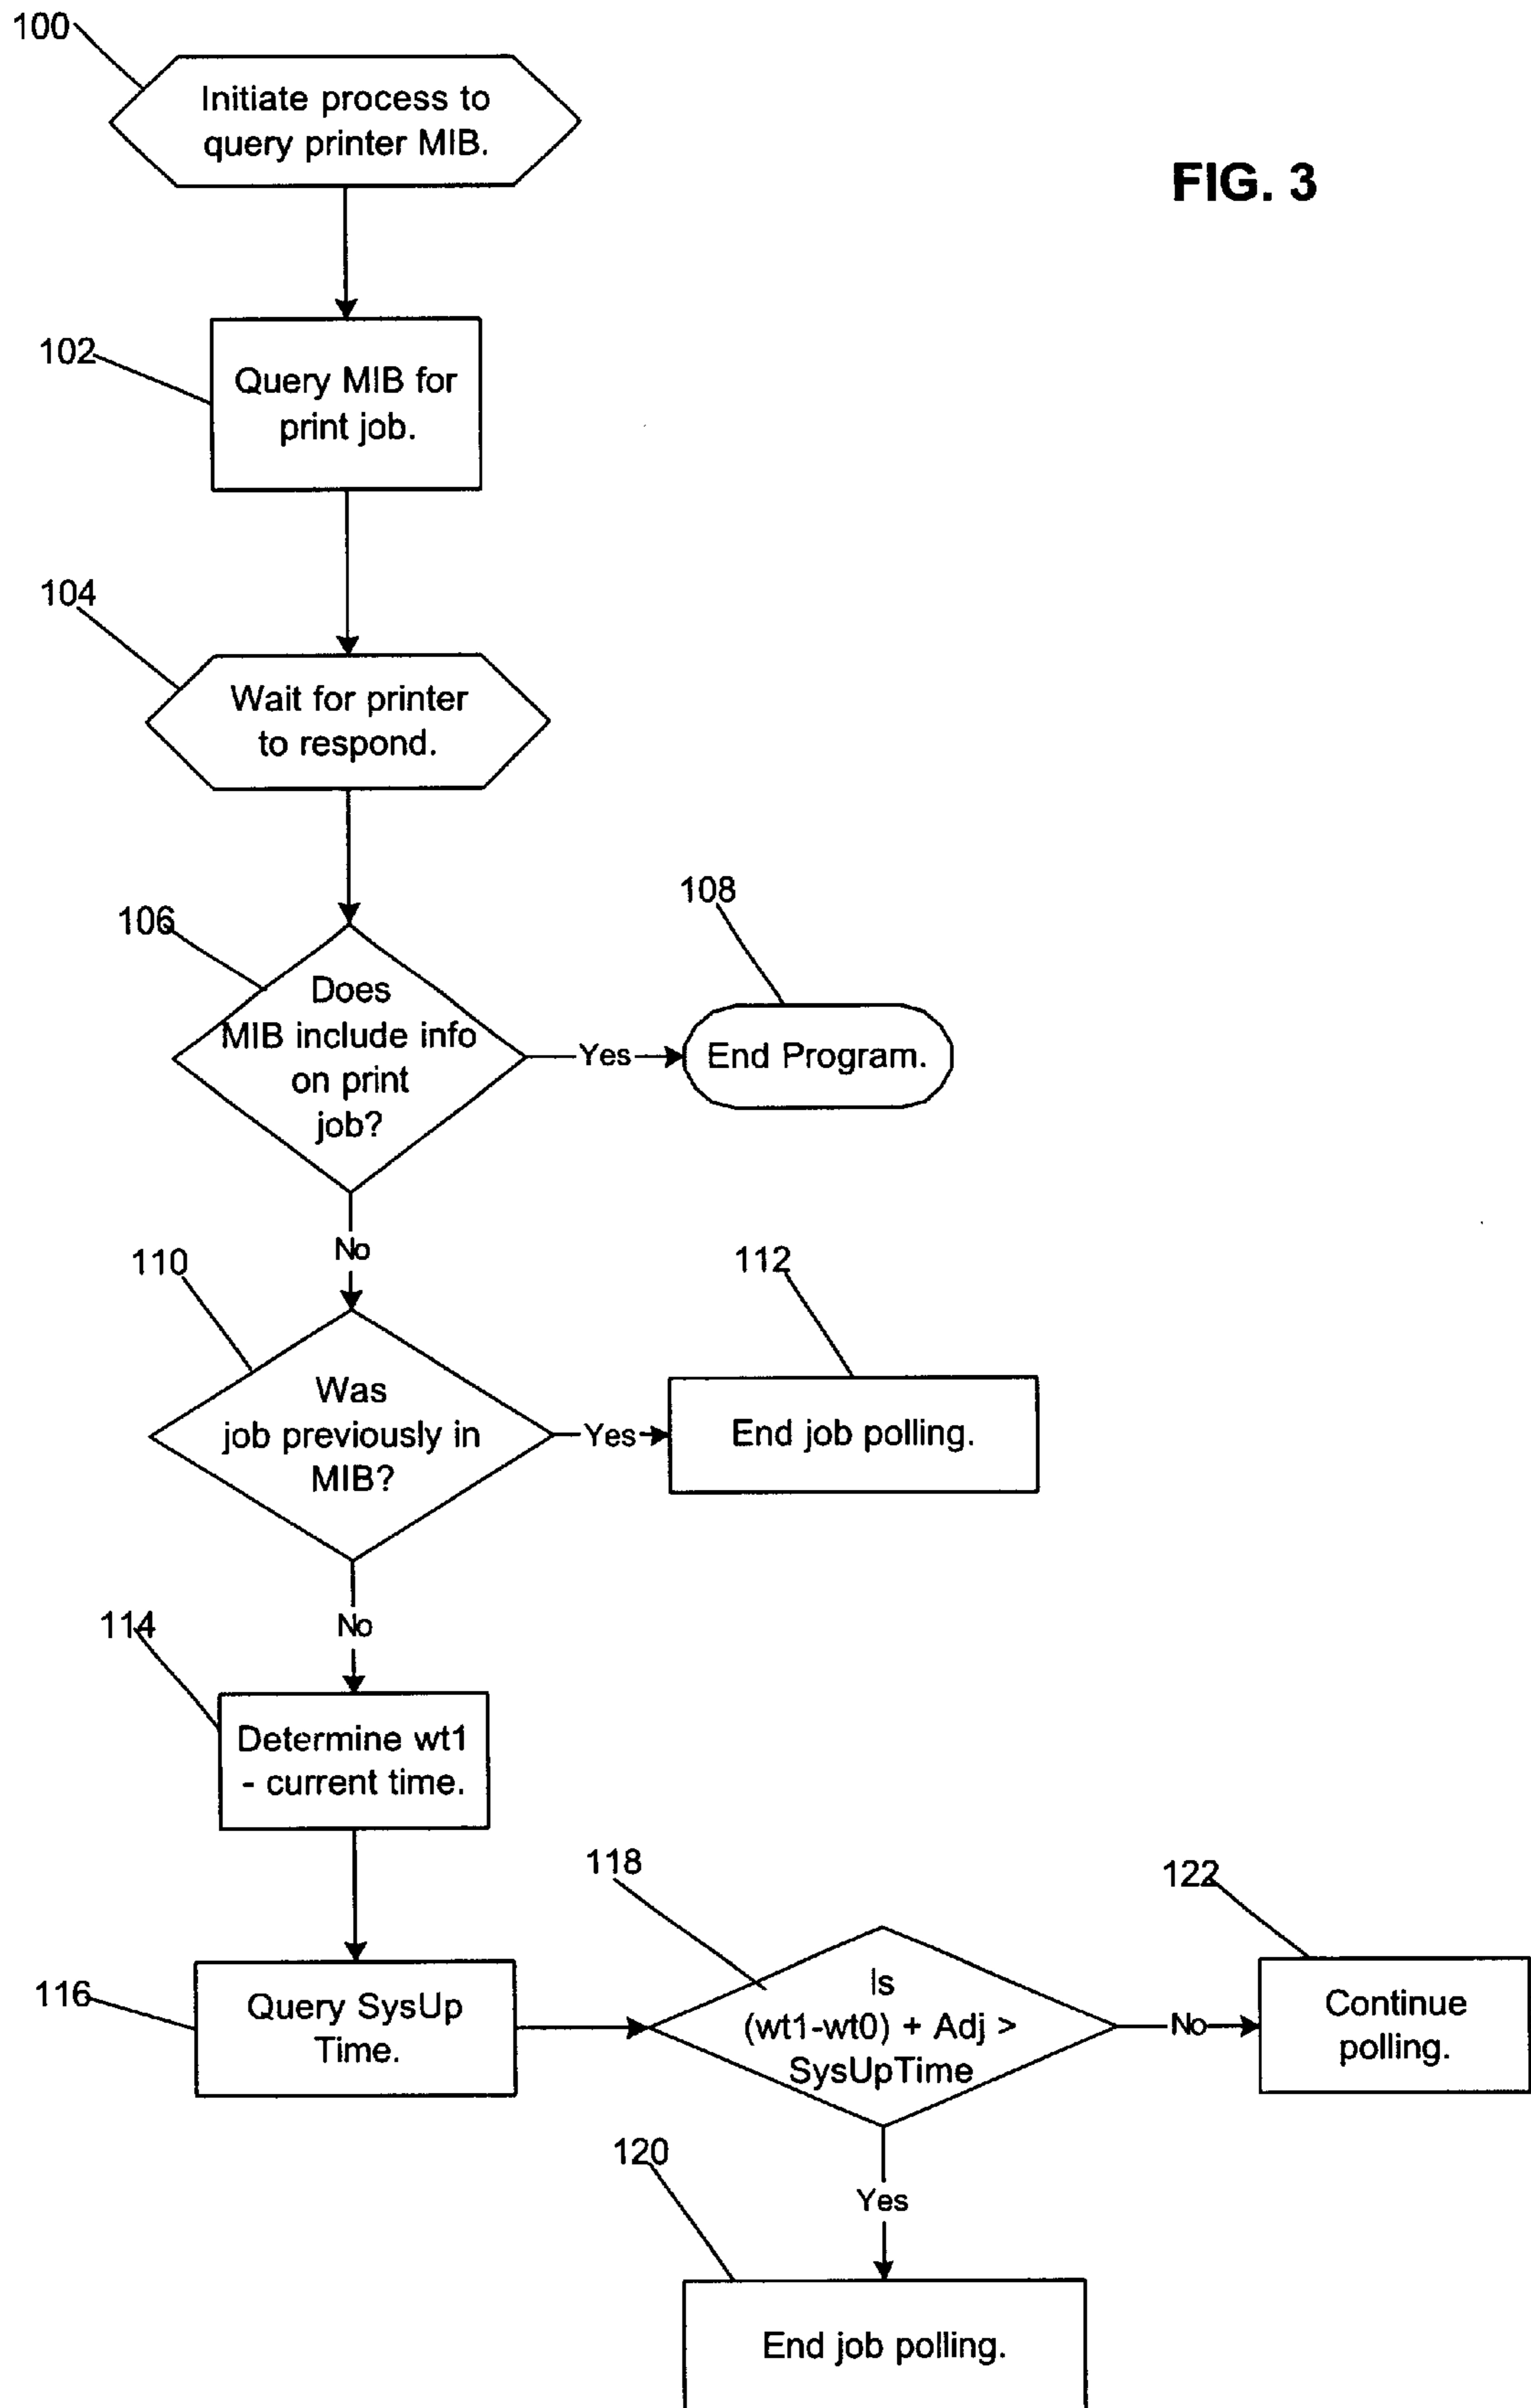 100
Initiate process to
query printer MIB.
FIG. 3
102
Query MIB for
print job.
104
Wait for printer
to respond.
106
Does
MIB include info
on print
job?
Yes
108
End Program.
No
110
Was
job previously in
MIB?
Yes
112
End job polling.
No
114
Determine wt1
- current time.
116
Query SysUp
Time.
118
Is
(wt1-wt0) + Adj >
SysUpTime
No
122
Continue
polling.
Yes
120
End job polling.